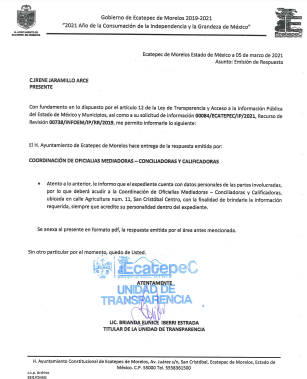 Gobierno de Ecatepec de Morelos 2019-2021
"2021 Año de la Consumación de la Independencia y la Grandeza de México"
Ecatepec de Morelos Estado de México a 05 de marzo de 2021
Asunto: Emisión de Respuesta
C.IRENE JARAMILLO ARCE
PRESENTE
Con fundamento en lo dispuesto por el artículo 12 de la Ley de Transparencia y Acceso a la Información Pública
del Estado de México y Municipios, así como a su solicitud de información 00084/ECATEPEC/IP/2021, Recurso de
Revisión 00738/INFOEM/IP/RR/2019, me permito informarle lo siguiente:
El H. Ayuntamiento de Ecatepec de Morelos hace entrega de la respuesta emitida por:
COORDINACIÓN DE OFICIALIAS MEDIADORAS – CONCILIADORAS Y CALIFICADORAS
• Atento a lo anterior, le informo que el expediente cuenta con datos personales de las partes involucradas,
por lo que deberá acudir a la Coordinación de Oficialías Mediadoras – Conciliadoras y Calificadoras,
ubicada en calle Agricultura num. 11, San Cristóbal Centro, con la finalidad de brindarle la información
requerida, siempre que acredite su personalidad dentro del expediente.
Se anexa al presente en formato pdf, la respuesta emitida por el área antes mencionada.
Sin otro particular por el momento, quedo de Usted.
Ecatepec
ATENTAMENTE
UNIDAD DE
TRANSPARENCIA
LIC. BRIANDA EUNICE IBERRI ESTRADA
TITULAR DE LA UNIDAD DE TRANSPARENCIA
H. Ayuntamiento Constitucional de Ecatepec de Morelos, Av. Juárez s/n, San Cristóbal, Ecatepec de Morelos, Estado de
México. C.P. 55000 Tel. 5558361500
c.c.p. Archivo